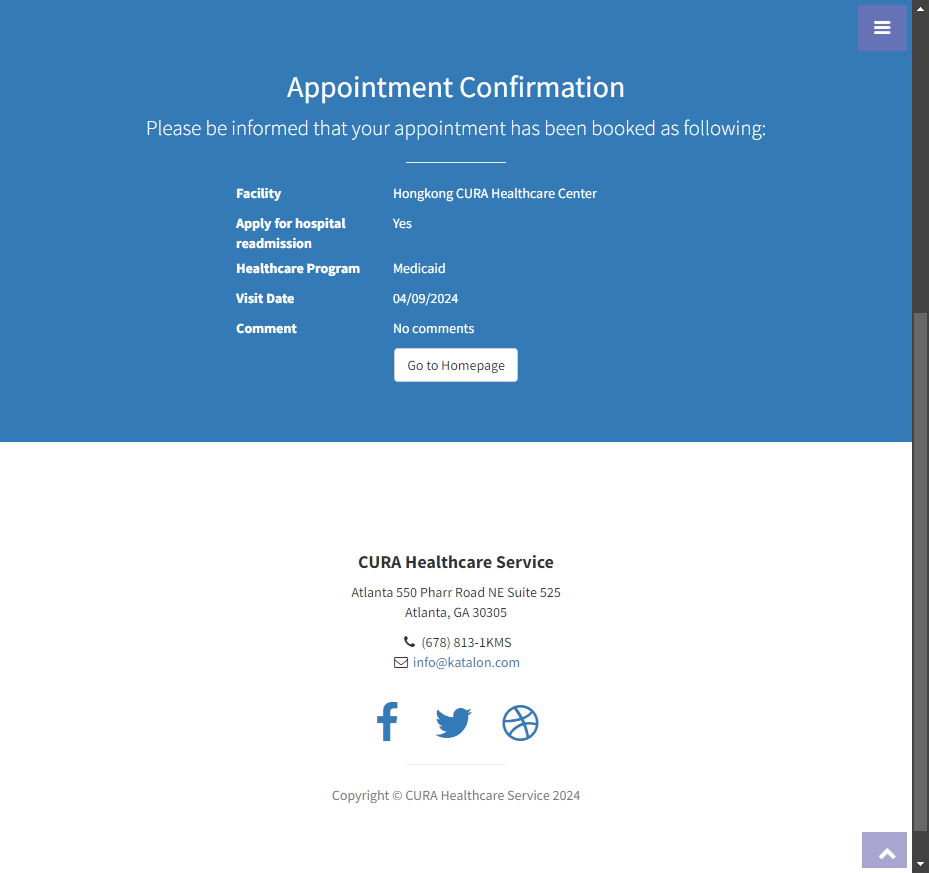 Appointment Confirmation
Please be informed that your appointment has been booked as following:
Facility Hongkong CURA Healthcare Center
Apply for hospital readmission Yes
Healthcare Program Medicaid
Visit Date 04/09/2024
Comment No comments
Go to Homepage
CURA Healthcare Service
Atlanta 550 Pharr Road NE Suite 525
Atlanta, GA 30305
(678) 813-1KMS
info@katalon.com
Copyright © CURA Healthcare Service 2024